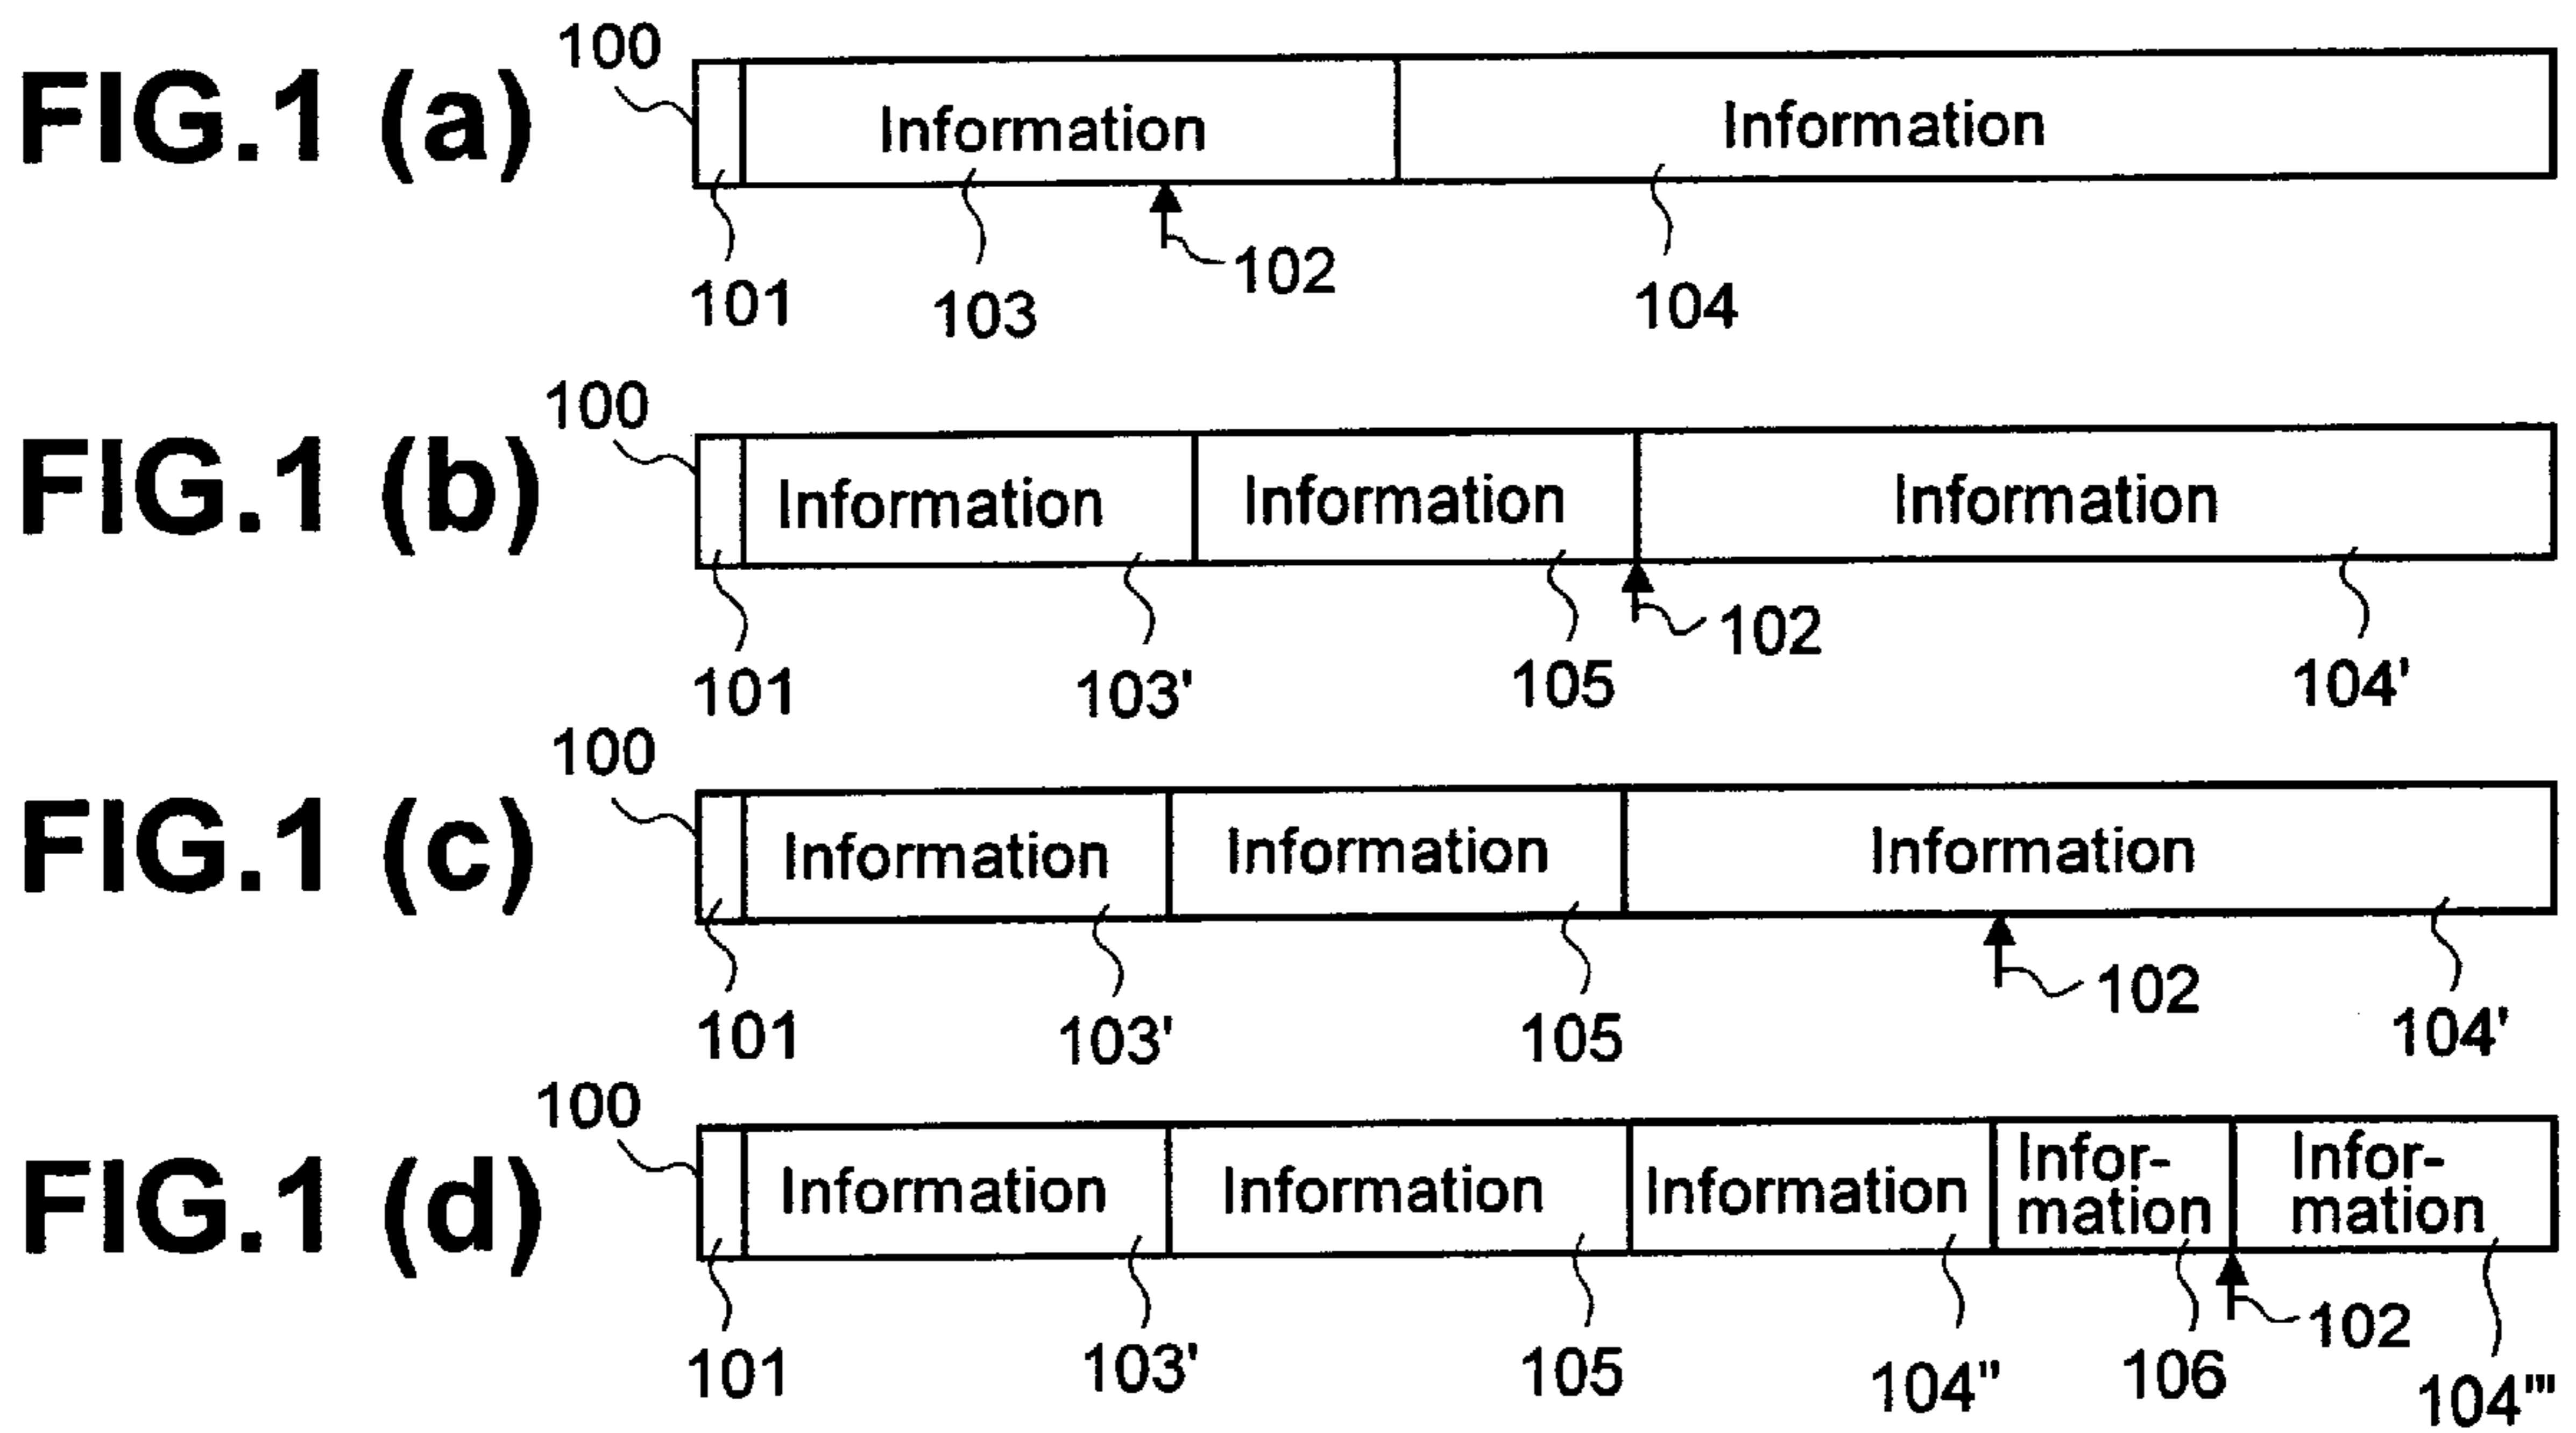 FIG.1 (a)
100
Information
Information
101
103
102
104
FIG.1 (b)
100
Information
Information
Information
101
103'
105
102
104'
FIG.1 (c)
100
Information
Information
Information
101
103'
105
102
104'
FIG.1 (d)
100
Information
Information
Information
Infor-
mation
Infor-
mation
101
103'
105
104"
106
102
104'''